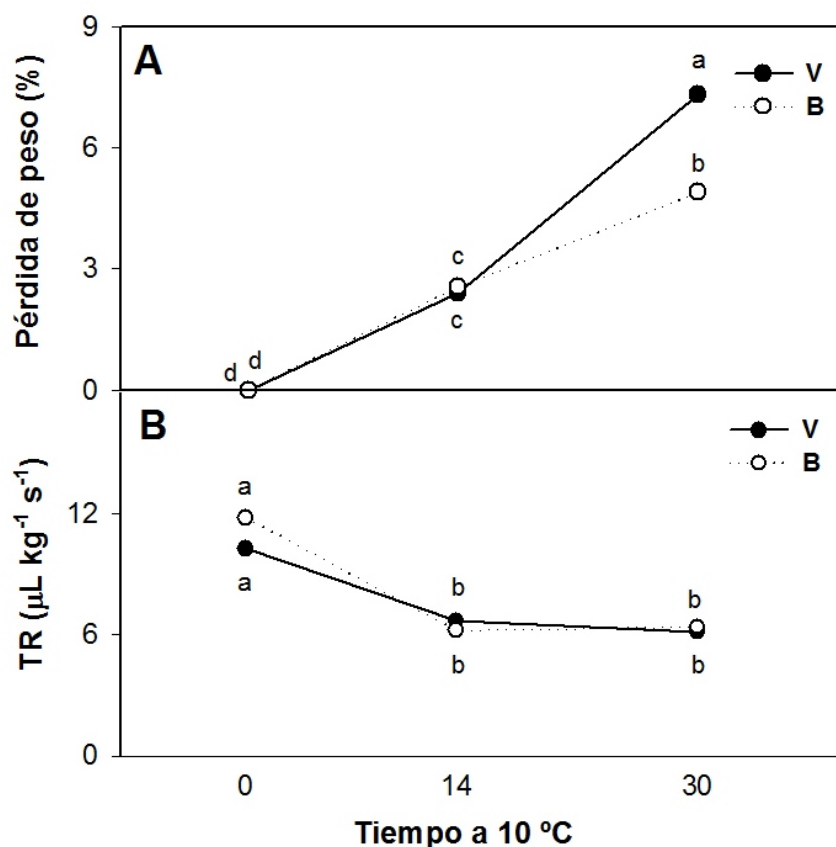 Pérdida de peso (%)
9
6
3
0
A
a
b
c
c
d
d
V
B
TR (μL kg⁻¹ s⁻¹)
12
6
0
B
a
a
b
b
b
b
V
B
0 14 30
Tiempo a 10 ºC